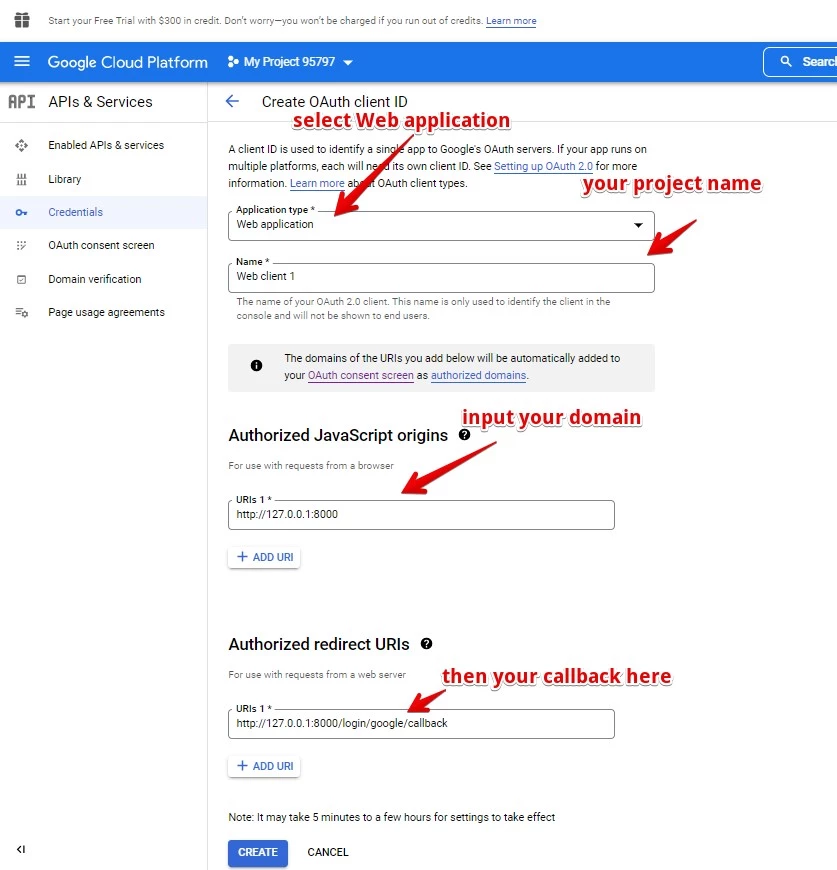 Start your Free Trial with $300 in credit. Don't worry—you won't be charged if you run out of credits. Learn more
Google Cloud Platform
My Project 95797
Search
API APIs & Services
Create OAuth client ID
select Web application
Enabled APIs & services
Library
Credentials
OAuth consent screen
Domain verification
Page usage agreements
A client ID is used to identify a single app to Google's OAuth servers. If your app runs on
multiple platforms, each will need its own client ID. See Setting up OAuth 2.0 for more
information. Learn more about OAuth client types.
your project name
Application type *
Web application
Name *
Web client 1
The name of your OAuth 2.0 client. This name is only used to identify the client in the
console and will not be shown to end users.
The domains of the URIs you add below will be automatically added to
your OAuth consent screen as authorized domains.
input your domain
Authorized JavaScript origins
For use with requests from a browser
URIs 1 *
http://127.0.0.1:8000
+ ADD URI
Authorized redirect URIs
For use with requests from a web server
then your callback here
URIs 1 *
http://127.0.0.1:8000/login/google/callback
+ ADD URI
Note: It may take 5 minutes to a few hours for settings to take effect
CREATE
CANCEL